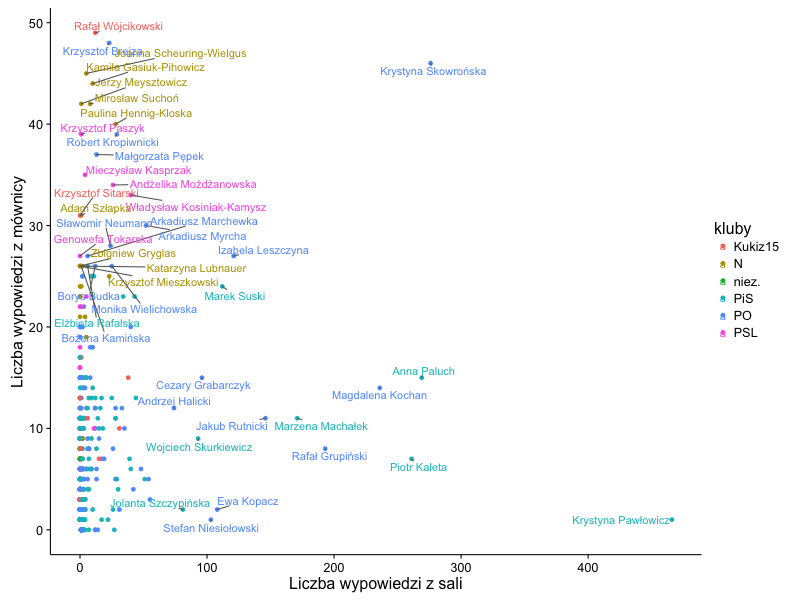 50
40
30
20
10
0
Liczba wypowiedzi z mównicy
Rafał Wójcikowski
Krzysztof Brejza
Joanna Scheuring-Wielgus
Krystyna Skowrońska
Kamila Gasiuk-Pihowicz
Jerzy Meysztowicz
Mirosław Suchoń
Paulina Hennig-Kloska
Krzysztof Paszyk
Robert Kropiwnicki
Małgorzata Pępek
Mieczysław Kasprzak
Andżelika Możdżanowska
Krzysztof Sitarski
Adam Szłapka
Władysław Kosiniak-Kamysz
Sławomir Neumann
Arkadiusz Marchewka
Arkadiusz Myrcha
Genowefa Tokarska
Zbigniew Gryglas
Izabela Leszczyna
Katarzyna Lubnauer
Krzysztof Mieszkowski
Borys Budka
Marek Suski
Monika Wielichowska
Elżbieta Rafalska
Bożena Kamińska
Anna Paluch
Cezary Grabarczyk
Magdalena Kochan
Andrzej Halicki
Jakub Rutnicki
Marzena Machałek
Wojciech Skurkiewicz
Rafał Grupiński
Piotr Kaleta
Jolanta Szczypińska
Ewa Kopacz
Stefan Niesiołowski
Krystyna Pawłowicz
0
100
200
300
400
Liczba wypowiedzi z sali
kluby
a Kukiz15
a N
a niez.
a PiS
a PO
a PSL